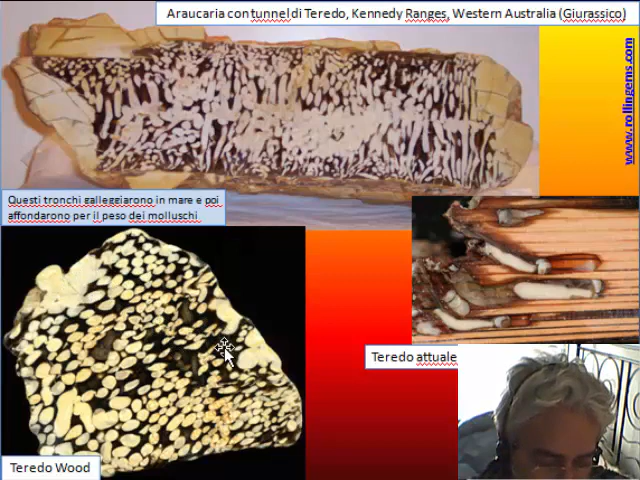 Araucaria con tunnel di Teredo, Kennedy Ranges, Western Australia (Giurassico)
www.rollingems.com
Questi tronchi galleggiarono in mare e poi
affondarono per il peso dei molluschi
Teredo attuale
Teredo Wood